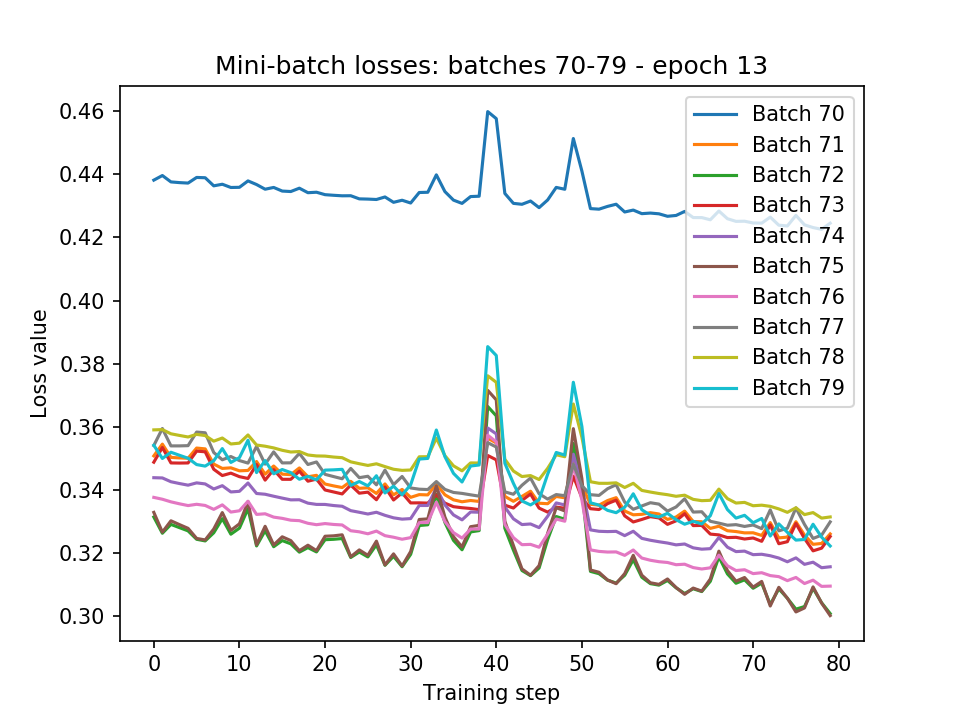 Mini-batch losses: batches 70-79 - epoch 13
Loss value
0.46
0.44
0.42
0.40
0.38
0.36
0.34
0.32
0.30
Batch 70
Batch 71
Batch 72
Batch 73
Batch 74
Batch 75
Batch 76
Batch 77
Batch 78
Batch 79
0 10 20 30 40 50 60 70 80
Training step